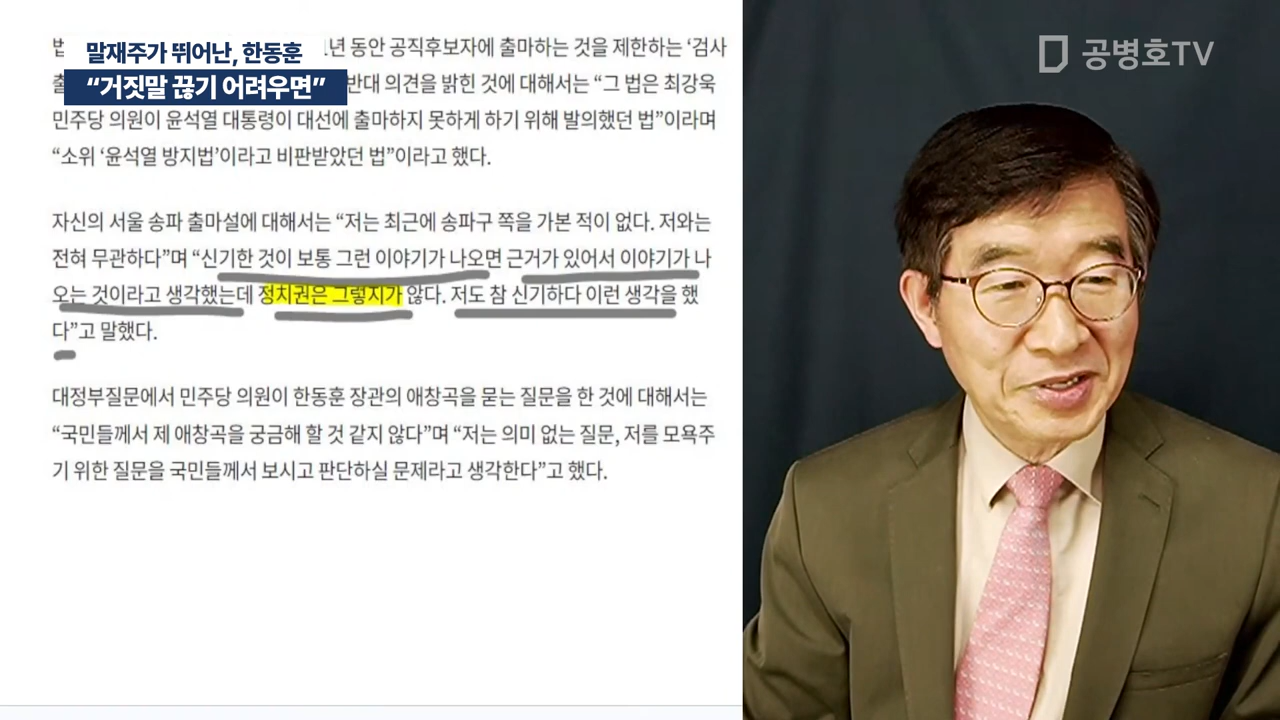 말재주가 뛰어난, 한동훈
“거짓말 끊기 어려우면”
공병호TV
법 1년 동안 공직후보자에 출마하는 것을 제한하는 ‘검사
출 반대 의견을 밝힌 것에 대해서는 “그 법은 최강욱
민주당 의원이 윤석열 대통령이 대선에 출마하지 못하게 하기 위해 발의했던 법”이라며
“소위 ‘윤석열 방지법’이라고 비판받았던 법”이라고 했다.
자신의 서울 송파 출마설에 대해서는 “저는 최근에 송파구 쪽을 가본 적이 없다. 저와는
전혀 무관하다”며 “신기한 것이 보통 그런 이야기가 나오면 근거가 있어서 이야기가 나
오는 것이라고 생각했는데 정치권은 그렇지가 않다. 저도 참 신기하다 이런 생각을 했
다”고 말했다.
대정부질문에서 민주당 의원이 한동훈 장관의 애창곡을 묻는 질문을 한 것에 대해서는
“국민들께서 제 애창곡을 궁금해 할 것 같지 않다”며 “저는 의미 없는 질문, 저를 모욕주
기 위한 질문을 국민들께서 보시고 판단하실 문제라고 생각한다”고 했다.